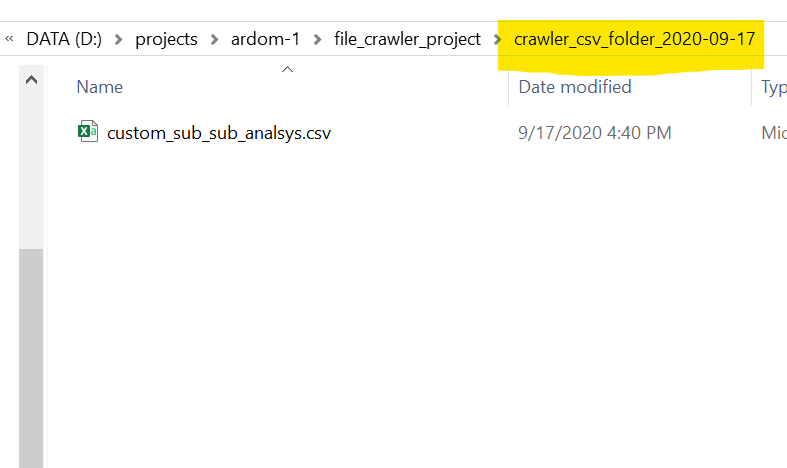 « DATA (D:) > projects > ardom-1 > file_crawler_project > crawler_csv_folder_2020-09-17
Name Date modified Typ
custom_sub_sub_analsys.csv 9/17/2020 4:40 PM Mic